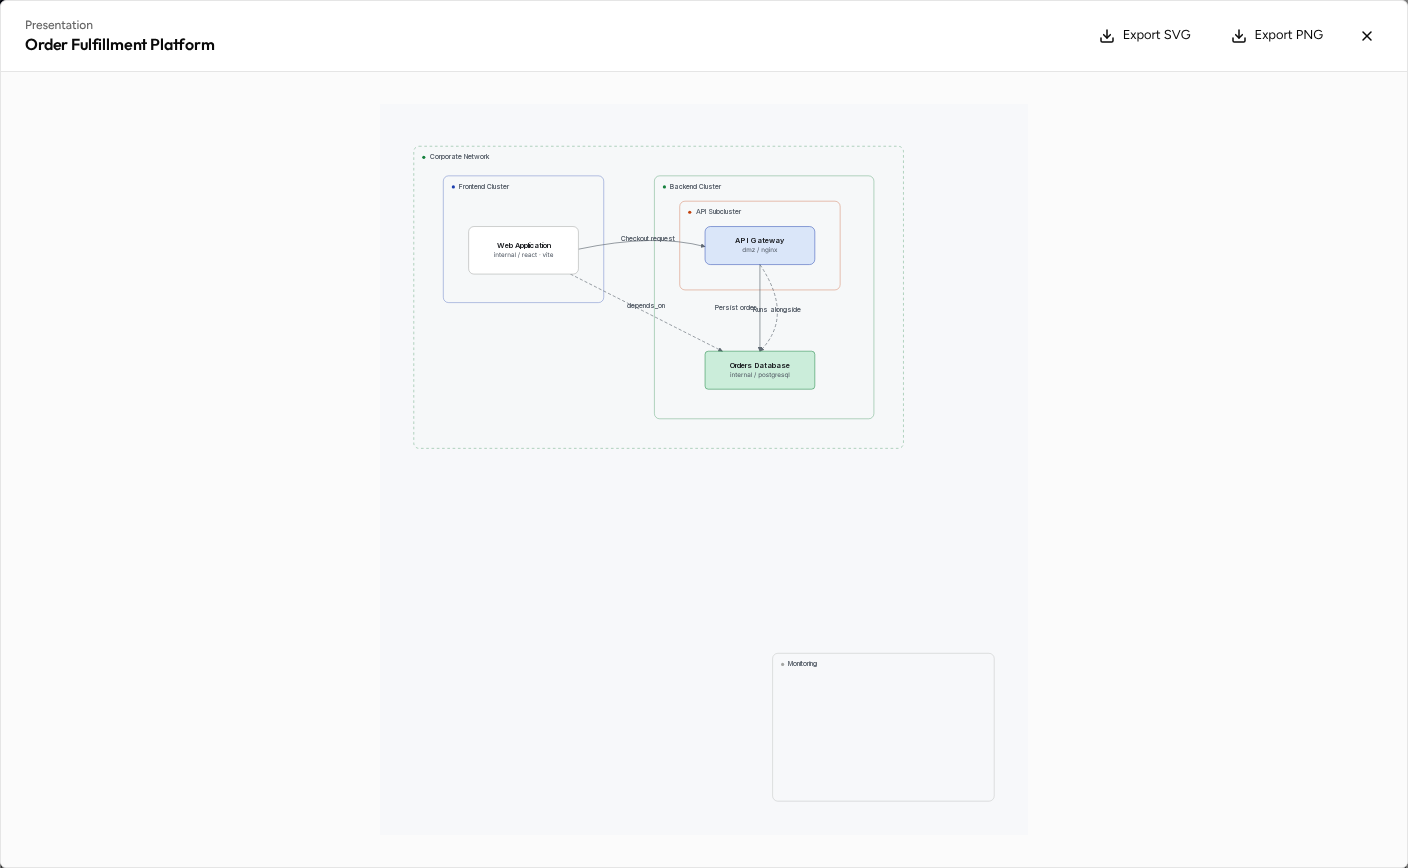 Presentation
Order Fulfillment Platform
Export SVG
Export PNG
Corporate Network
Frontend Cluster
Backend Cluster
API Subcluster
Web Application
internal / react · vite
Checkout request
API Gateway
dmz / nginx
depends_on
Persist order
Runs alongside
Orders Database
internal / postgresql
Monitoring